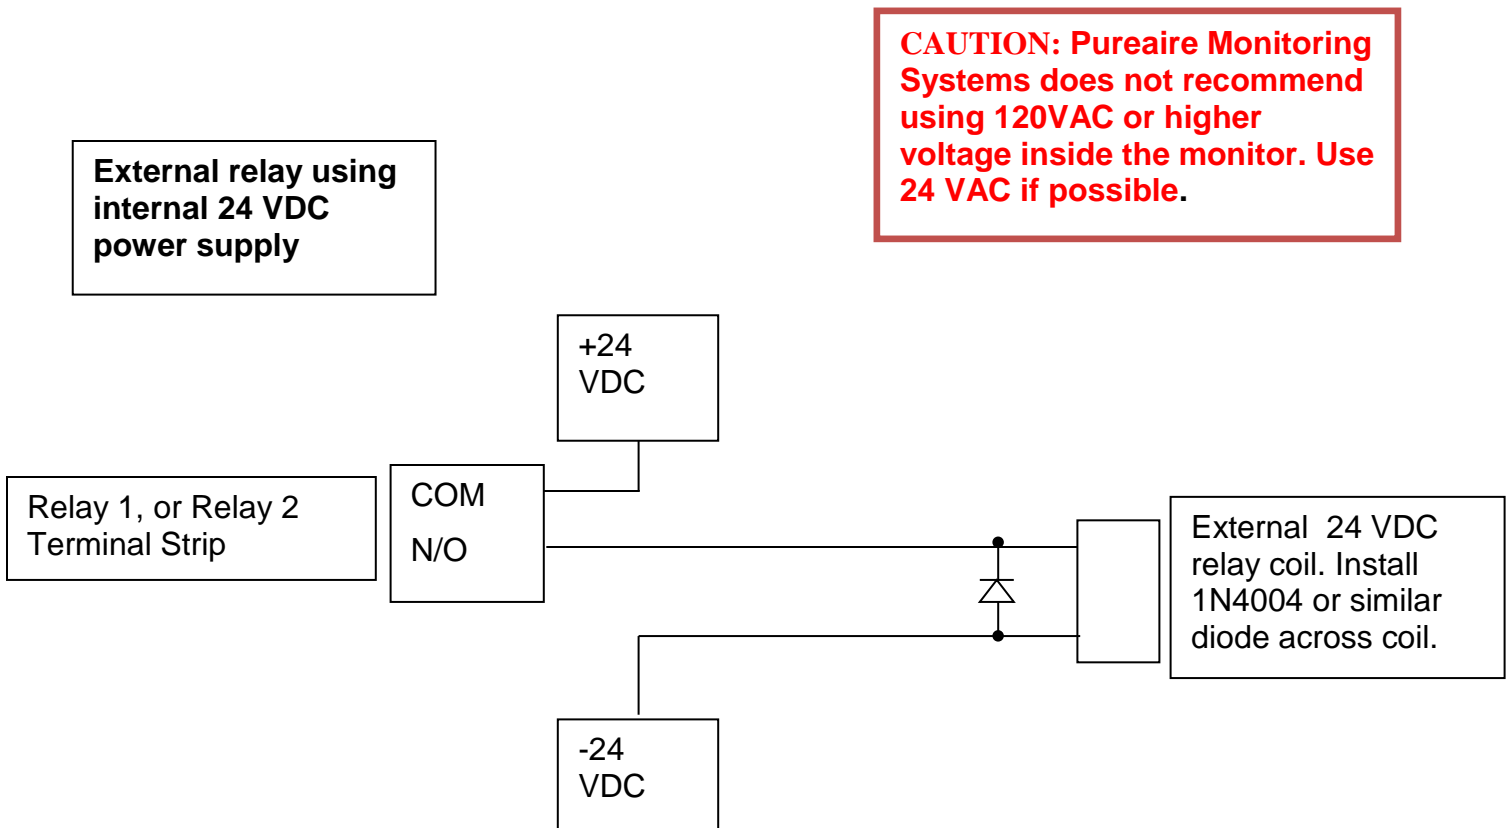 CAUTION: Pureaire Monitoring
Systems does not recommend
using 120VAC or higher
voltage inside the monitor. Use
24 VAC if possible.
External relay using
internal 24 VDC
power supply
+24
VDC
Relay 1, or Relay 2
Terminal Strip
COM
N/O
External 24 VDC
relay coil. Install
1N4004 or similar
diode across coil.
-24
VDC